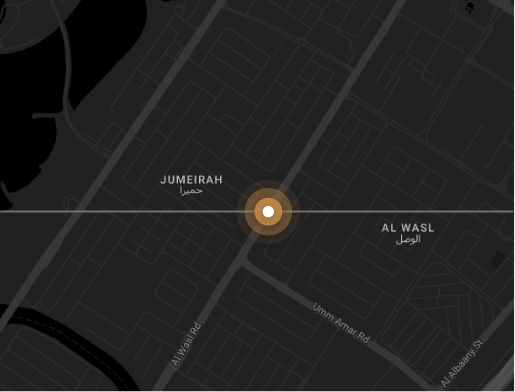 JUMEIRAH
جميرا
AL WASL
الوصل
Umm Amar Rd
Al Wasl Rd
Al Albaany St